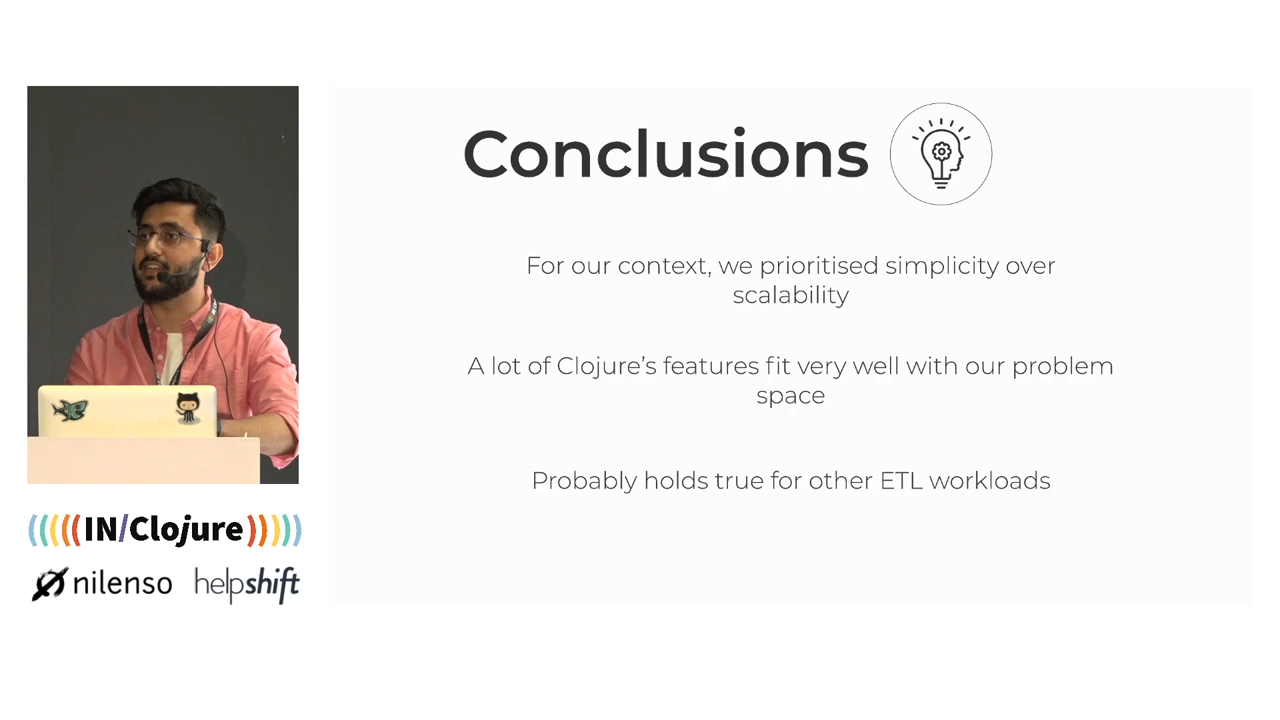 Conclusions
For our context, we prioritised simplicity over
scalability
A lot of Clojure's features fit very well with our problem
space
Probably holds true for other ETL workloads
((((( IN/Clojure )))))
nilenso
helpshift